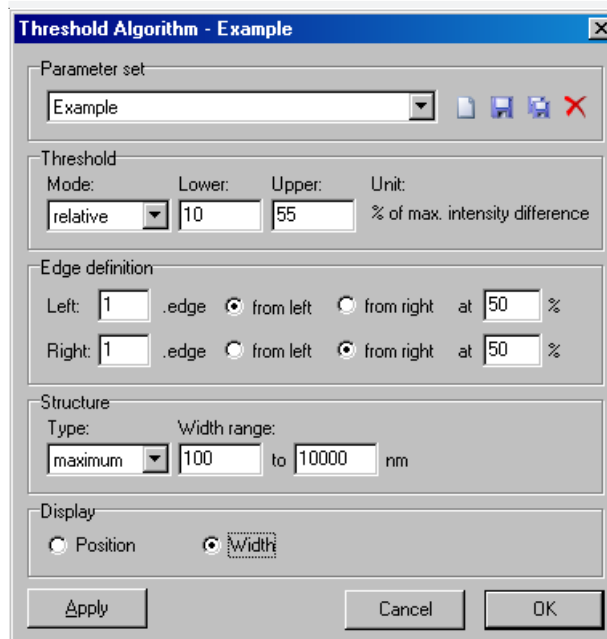 Threshold Algorithm - Example
Parameter set
Example
Threshold
Mode: Lower: Upper: Unit:
relative 10 55 % of max. intensity difference
Edge definition
Left: 1 .edge from left from right at 50 %
Right: 1 .edge from left from right at 50 %
Structure
Type: Width range:
maximum 100 to 10000 nm
Display
Position Width
Apply Cancel OK